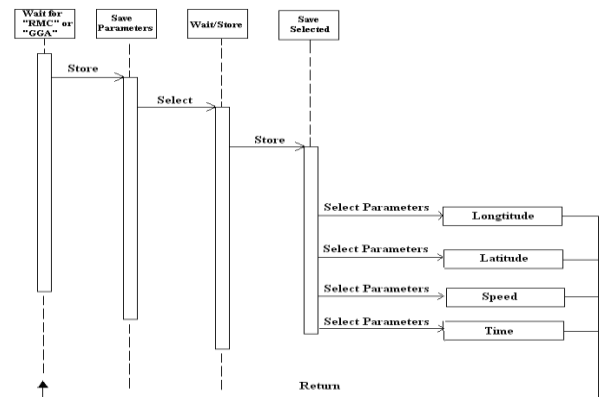 Wait for
"RMC" or
"GGA"
Save
Parameters
Wait/Store
Save
Selected
Store
Select
Store
Select Parameters
Longtitude
Select Parameters
Latitude
Select Parameters
Speed
Select Parameters
Time
Return